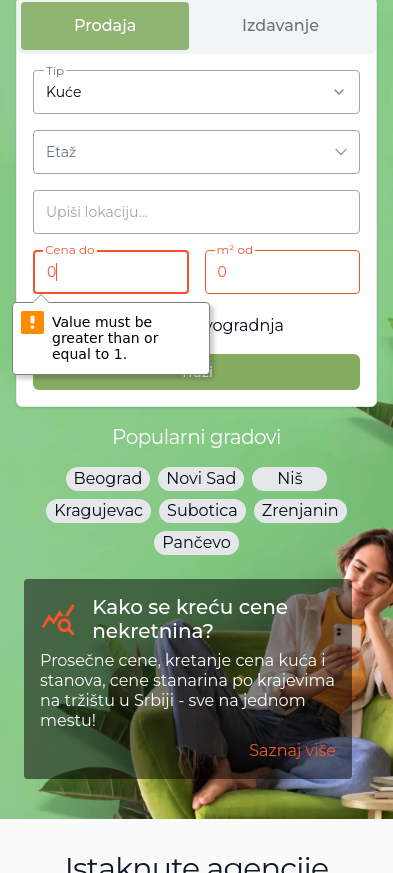 Prodaja
Izdavanje
Tip
Kuće
Etaž
Upiši lokaciju...
Cena do
0
m² od
0
Value must be
greater than or
equal to 1.
Popularni gradovi
Beograd
Novi Sad
Niš
Kragujevac
Subotica
Zrenjanin
Pančevo
Kako se kreću cene
nekretnina?
Prosečne cene, kretanje cena kuća i
stanova, cene stanarina po krajevima
na tržištu u Srbiji - sve na jednom
mestu!
Saznaj više
Istaknute agencije